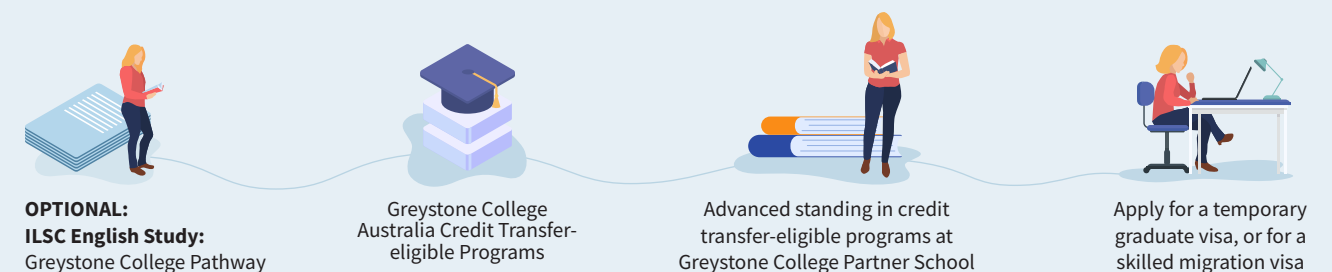 OPTIONAL:
ILSC English Study:
Greystone College Pathway
Greystone College
Australia Credit Transfer-
eligible Programs
Advanced standing in credit
transfer-eligible programs at
Greystone College Partner School
Apply for a temporary
graduate visa, or for a
skilled migration visa